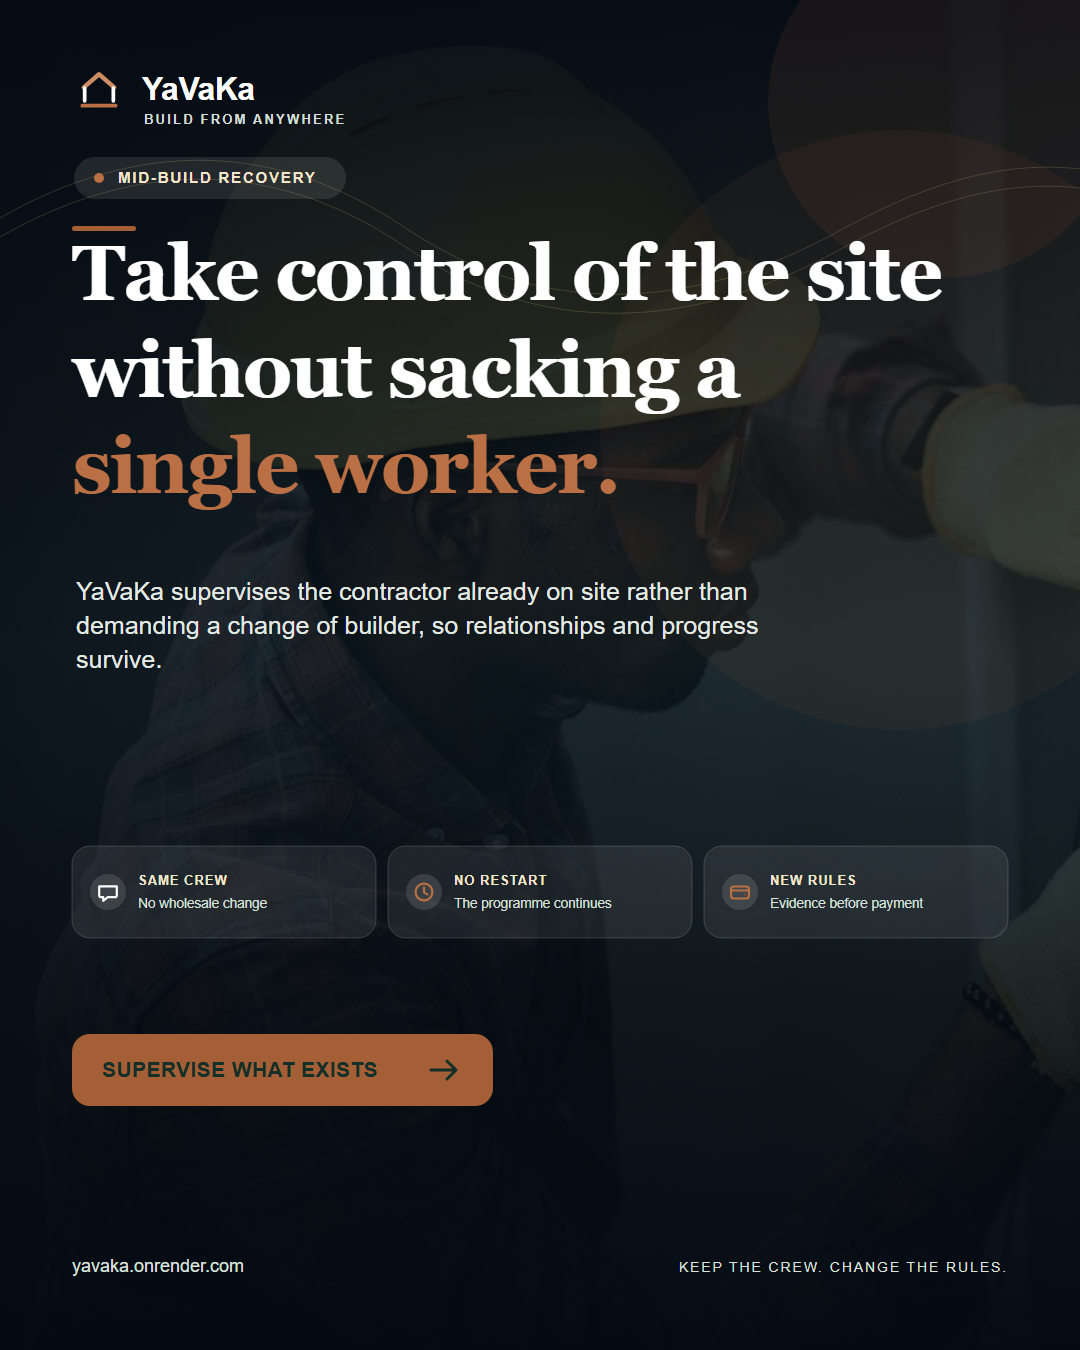 YaVaKa
BUILD FROM ANYWHERE
MID-BUILD RECOVERY
Take control of the site
without sacking a
single worker.
YaVaKa supervises the contractor already on site rather than
demanding a change of builder, so relationships and progress
survive.
SAME CREW
No wholesale change
NO RESTART
The programme continues
NEW RULES
Evidence before payment
SUPERVISE WHAT EXISTS
yavaka.onrender.com
KEEP THE CREW. CHANGE THE RULES.